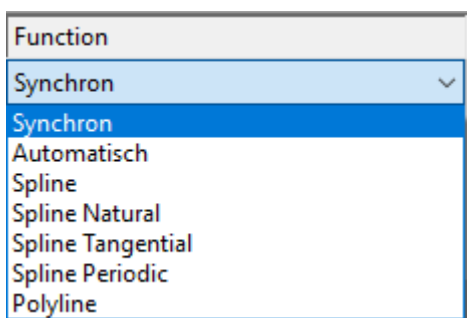 Function
Synchron
Synchron
Automatisch
Spline
Spline Natural
Spline Tangential
Spline Periodic
Polyline